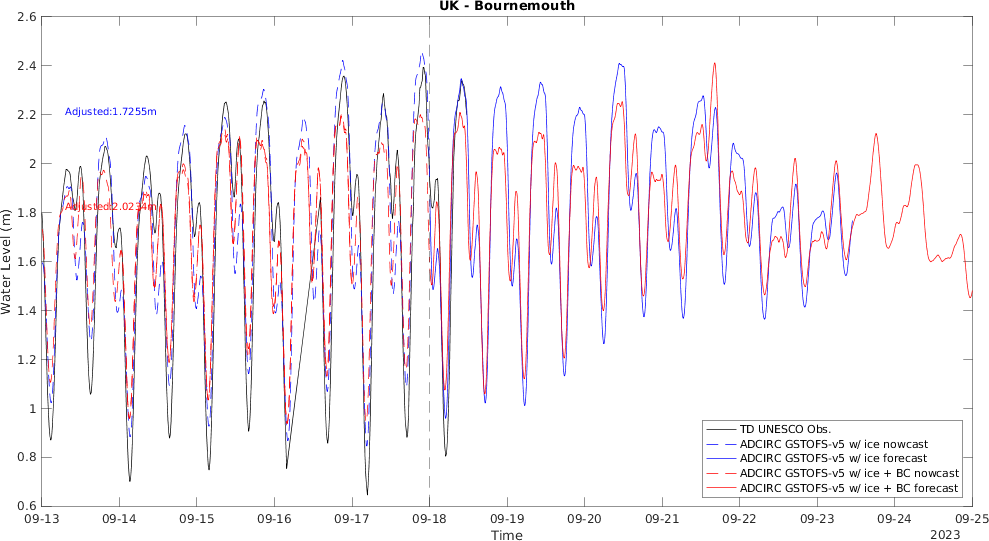 UK - Bournemouth
2.6
2.4
2.2
2
1.8
1.6
1.4
1.2
1
0.8
0.6
Water Level (m)
Adjusted:1.7255m
Adjusted:2.0234m
TD UNESCO Obs.
ADCIRC GSTOFS-v5 w/ ice nowcast
ADCIRC GSTOFS-v5 w/ ice forecast
ADCIRC GSTOFS-v5 w/ ice + BC nowcast
ADCIRC GSTOFS-v5 w/ ice + BC forecast
09-13 09-14 09-15 09-16 09-17 09-18 09-19 09-20 09-21 09-22 09-23 09-24 09-25
Time
2023